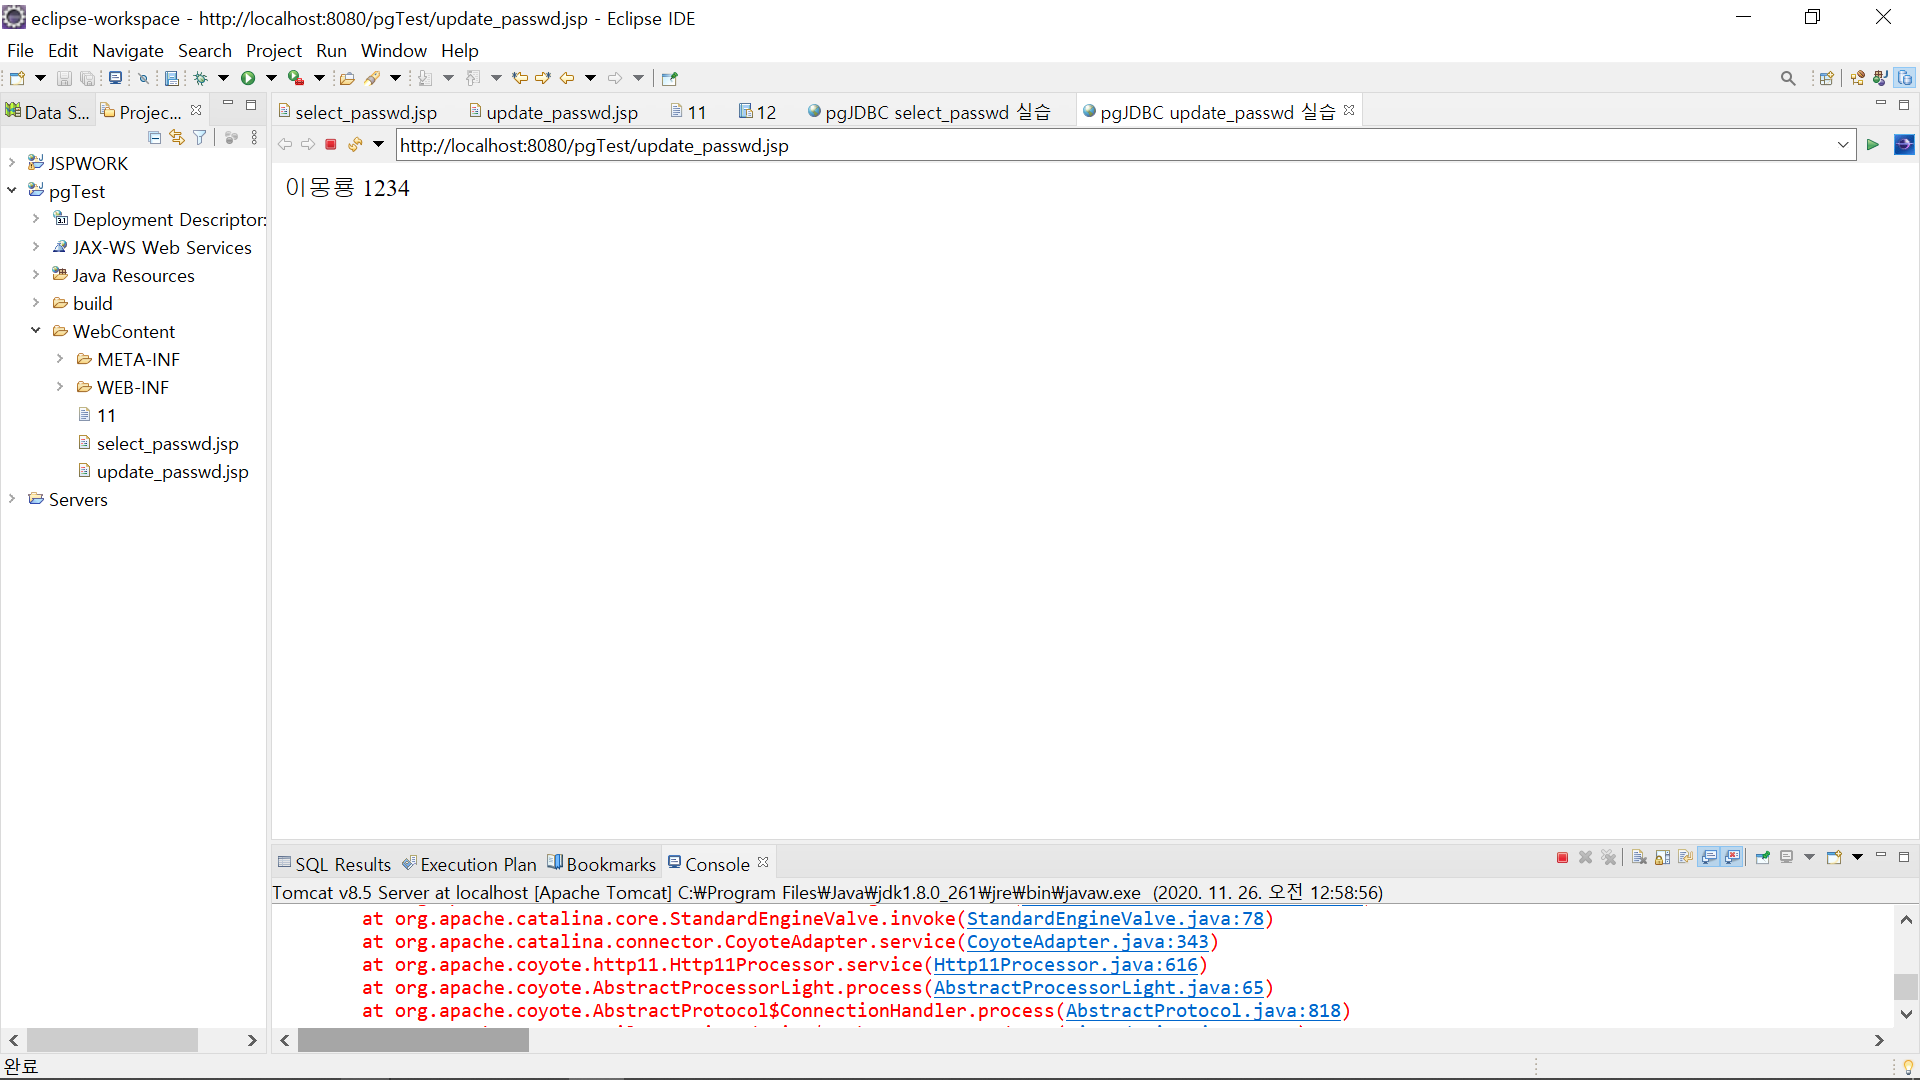 eclipse-workspace - http://localhost:8080/pgTest/update_passwd.jsp - Eclipse IDE
File Edit Navigate Search Project Run Window Help
Data S... Projec...
select_passwd.jsp update_passwd.jsp 11 12 pgJDBC select_passwd 실습 pgJDBC update_passwd 실습
http://localhost:8080/pgTest/update_passwd.jsp
JSPWORK
pgTest
Deployment Descriptor:
JAX-WS Web Services
Java Resources
build
WebContent
META-INF
WEB-INF
11
select_passwd.jsp
update_passwd.jsp
Servers
이몽룡 1234
SQL Results Execution Plan Bookmarks Console
Tomcat v8.5 Server at localhost [Apache Tomcat] C:₩Program Files₩Java₩jdk1.8.0_261₩jre₩bin₩javaw.exe (2020. 11. 26. 오전 12:58:56)
at org.apache.catalina.core.StandardEngineValve.invoke(StandardEngineValve.java:78)
at org.apache.catalina.connector.CoyoteAdapter.service(CoyoteAdapter.java:343)
at org.apache.coyote.http11.Http11Processor.service(Http11Processor.java:616)
at org.apache.coyote.AbstractProcessorLight.process(AbstractProcessorLight.java:65)
at org.apache.coyote.AbstractProtocol$ConnectionHandler.process(AbstractProtocol.java:818)
완료